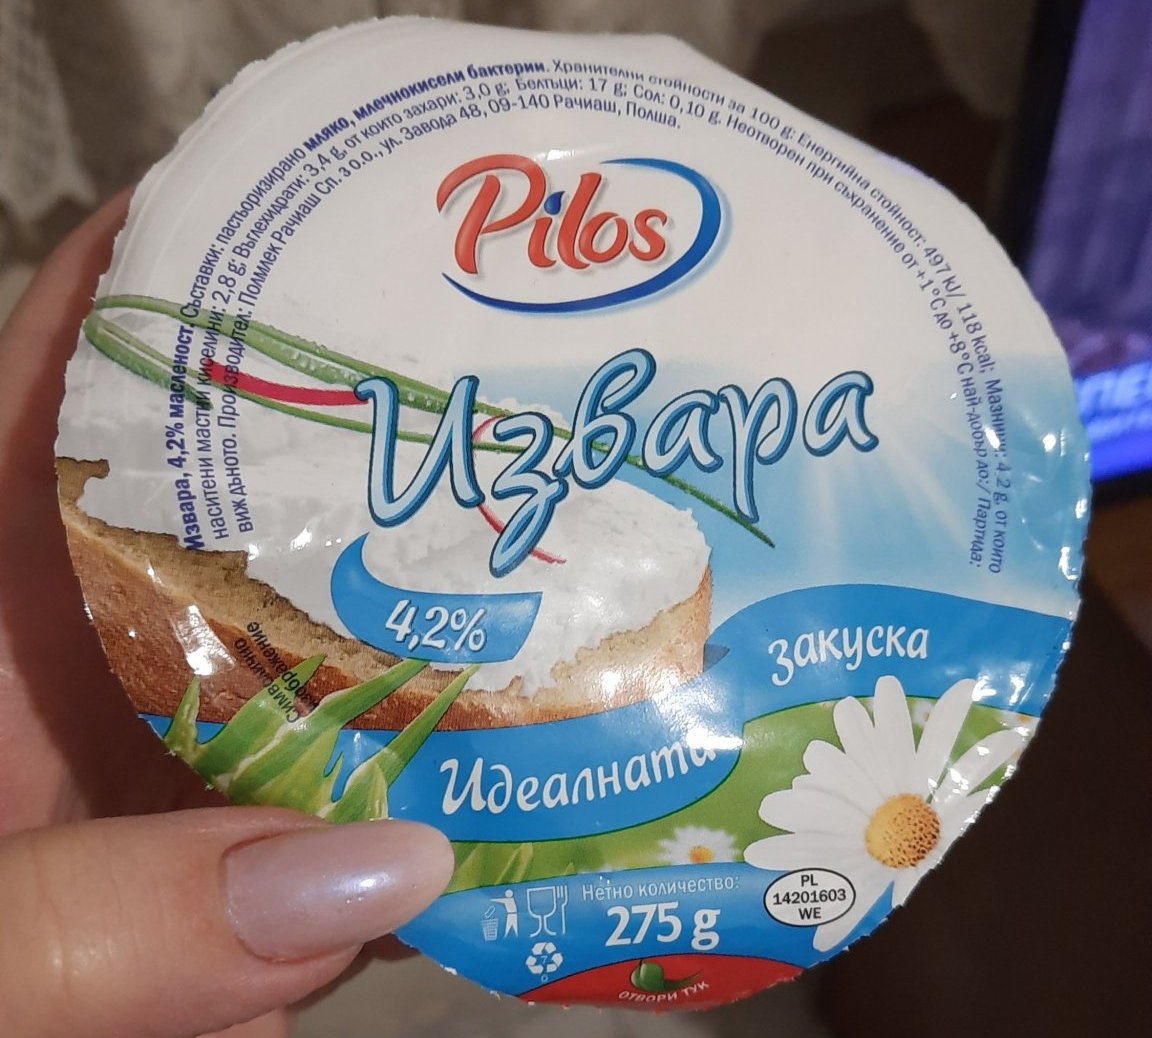 Извара, 4,2% масленост. Съставки: пастьоризирано мляко, млечнокисели бактерии. Хранителни стойности за 100 g: Енергийна стойност: 497 kJ/ 118 kcal; Мазнини: 4,2 g, от които
наситени мастни киселини: 2,8 g; Въглехидрати: 3,4 g, от които захари: 3,0 g; Белтъци: 17 g; Сол: 0,10 g. Неотворен при съхранение от +1°C до +8°C най-добър до:/ Партида:
виж дъното. Производител: Полмлек Рачиаш Сп. з о.о., ул. Завода 48, 09-140 Рачиаш, Полша.
Pilos
Извара
4,2%
Символично
изображение
Идеалната
закуска
Нетно количество:
275 g
PL
14201603
WE
7
ОТВОРИ ТУК